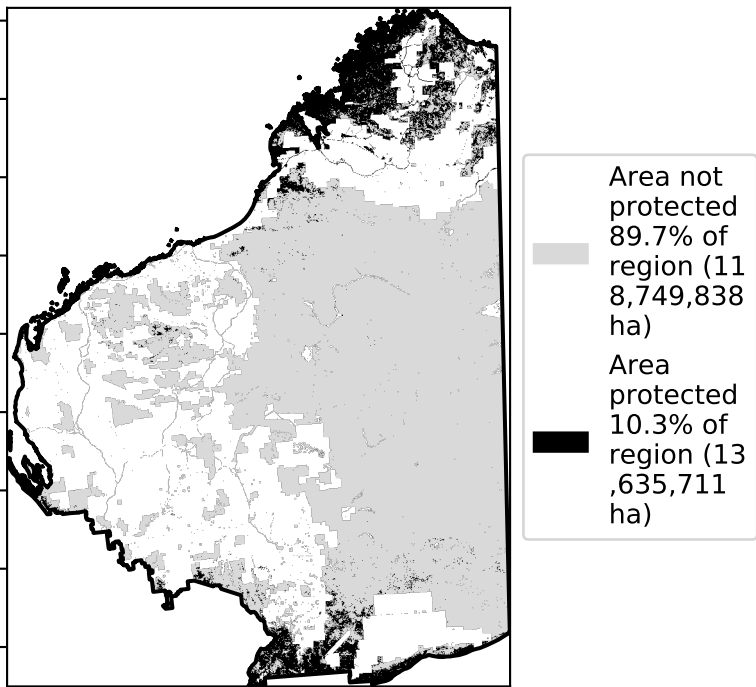 Area not
protected
89.7% of
region (11
8,749,838
ha)
Area
protected
10.3% of
region (13
,635,711
ha)